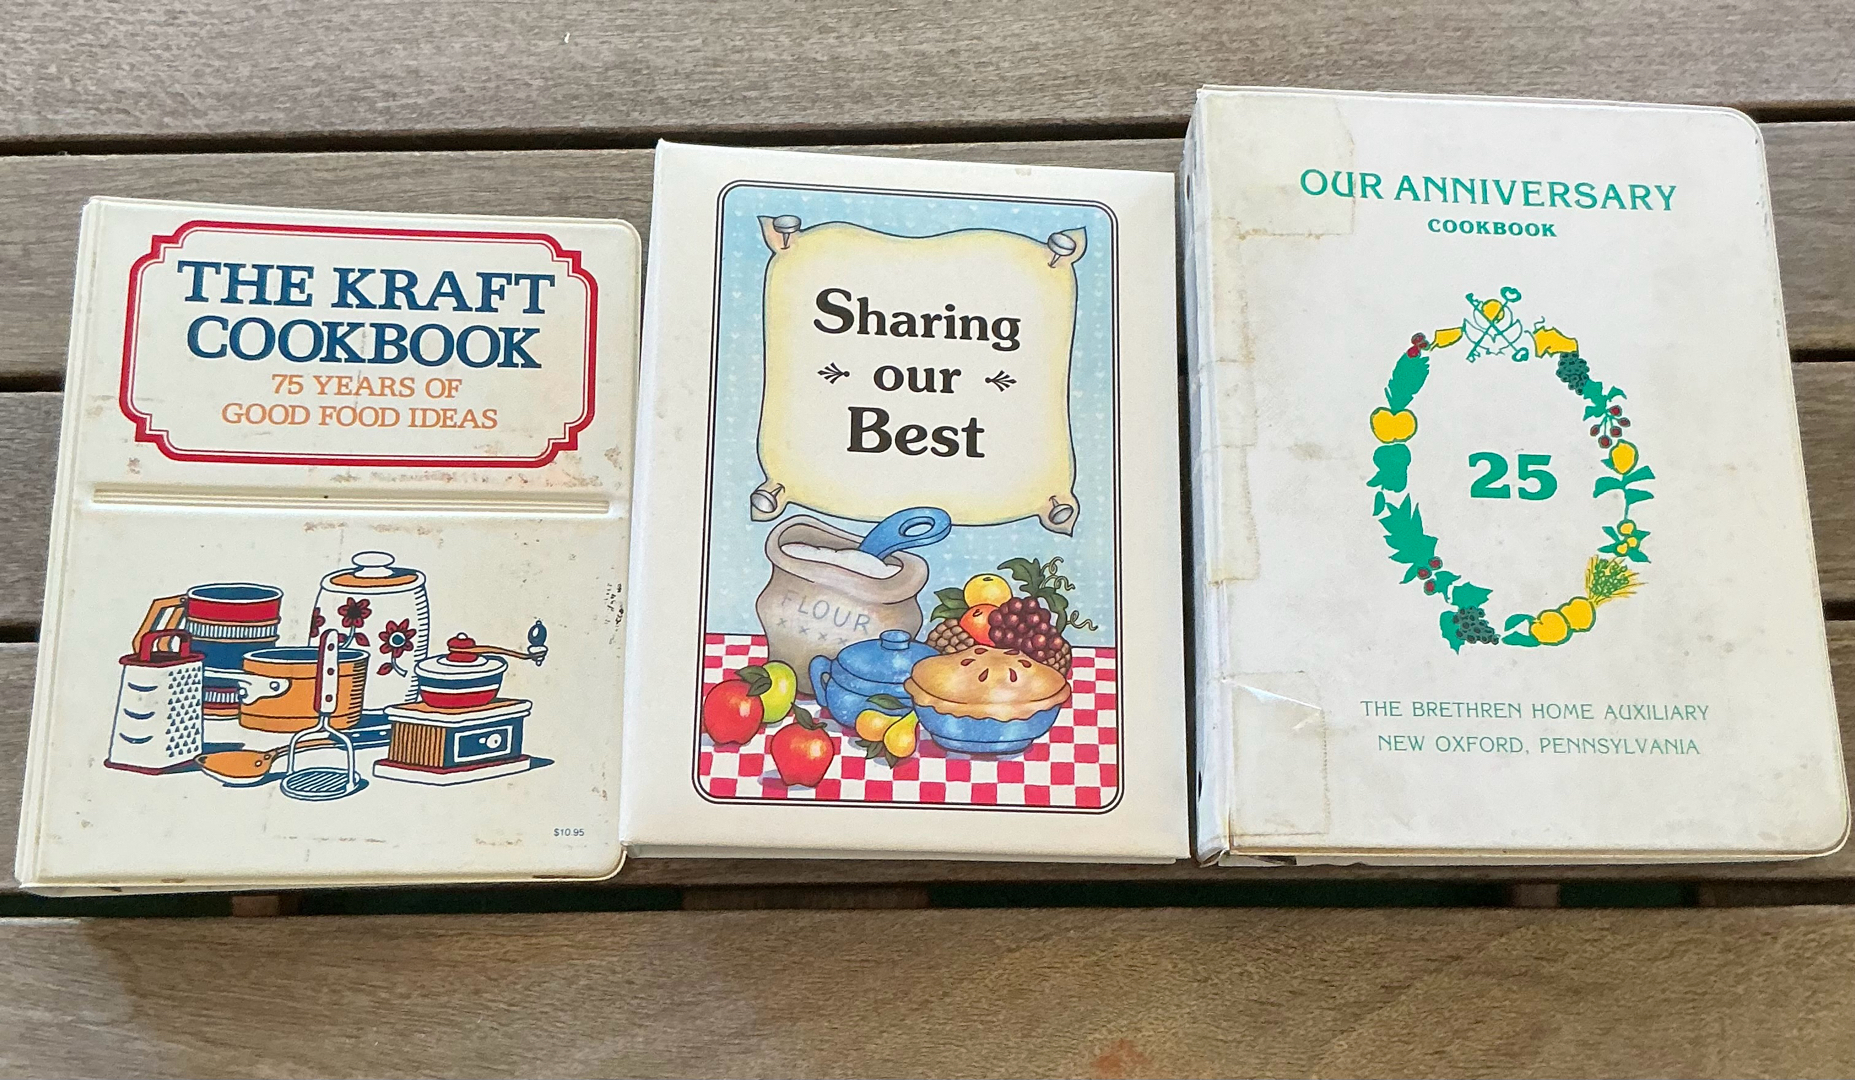 THE KRAFT
COOKBOOK
75 YEARS OF
GOOD FOOD IDEAS
$10.95
Sharing
our
Best
FLOUR
XXXX
OUR ANNIVERSARY
COOKBOOK
25
THE BRETHREN HOME AUXILIARY
NEW OXFORD, PENNSYLVANIA